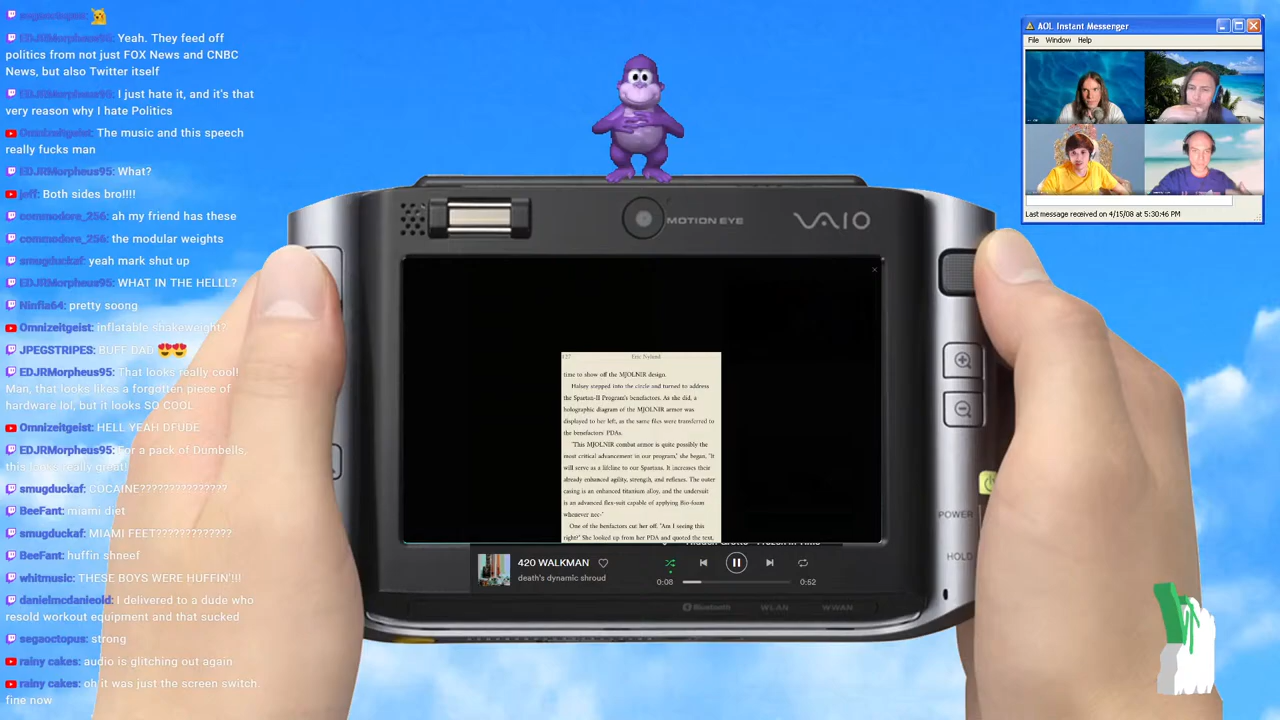 EDJRMorpheus95: Yeah. They feed off
politics from not just FOX News and CNBC
News, but also Twitter itself
EDJRMorpheus95: I just hate it, and it's that
very reason why I hate Politics
Omnizeitgeist: The music and this speech
really fucks man
EDJRMorpheus95: What?
jeff: Both sides bro!!!!
commodore_256: ah my friend has these
commodore_256: the modular weights
smugduckaf: yeah mark shut up
EDJRMorpheus95: WHAT IN THE HELLL?
Ninfia64: pretty soong
Omnizeitgeist: inflatable shakeweight?
JPEGSTRIPES: BUFF DAD
EDJRMorpheus95: That looks really cool!
Man, that looks likes a forgotten piece of
hardware lol, but it looks SO COOL
Omnizeitgeist: HELL YEAH DFUDE
EDJRMorpheus95: For a pack of Dumbells,
this looks really great!
smugduckaf: COCAINE???????????????
BeeFant: miami diet
smugduckaf: MIAMI FEET?????????????
BeeFant: huffin shneef
whitmusic: THESE BOYS WERE HUFFIN'!!!
danielmcdanieold: I delivered to a dude who
resold workout equipment and that sucked
segaoctopus: strong
rainy cakes: audio is glitching out again
rainy cakes: oh it was just the screen switch.
fine now
MOTION EYE
VAIO
127 Eric Nylund
time to show off the MJOLNIR design.
Halsey stepped into the circle and turned to address
the Spartan-II Program's benefactors. As she did, a
holographic diagram of the MJOLNIR armor was
displayed to her left, as the same files were transferred to
the benefactors' PDAs.
"This MJOLNIR combat armor is quite possibly the
most critical advancement in our program," she began, "It
will serve as a lifeline to our Spartans. It increases their
already enhanced agility, strength, and reflexes. The outer
casing is an enhanced titanium alloy, and the undersuit
is an advanced flex-suit capable of applying Bio-foam
whenever nec-"
One of the benfactors cut her off. "Am I seeing this
right?" She looked up from her PDA and quoted the text,
420 WALKMAN
death's dynamic shroud
0:08
0:52
Bluetooth
WLAN
WWAN
POWER
HOLD
AOL Instant Messenger
File Window Help
Last message received on 4/15/08 at 5:30:46 PM